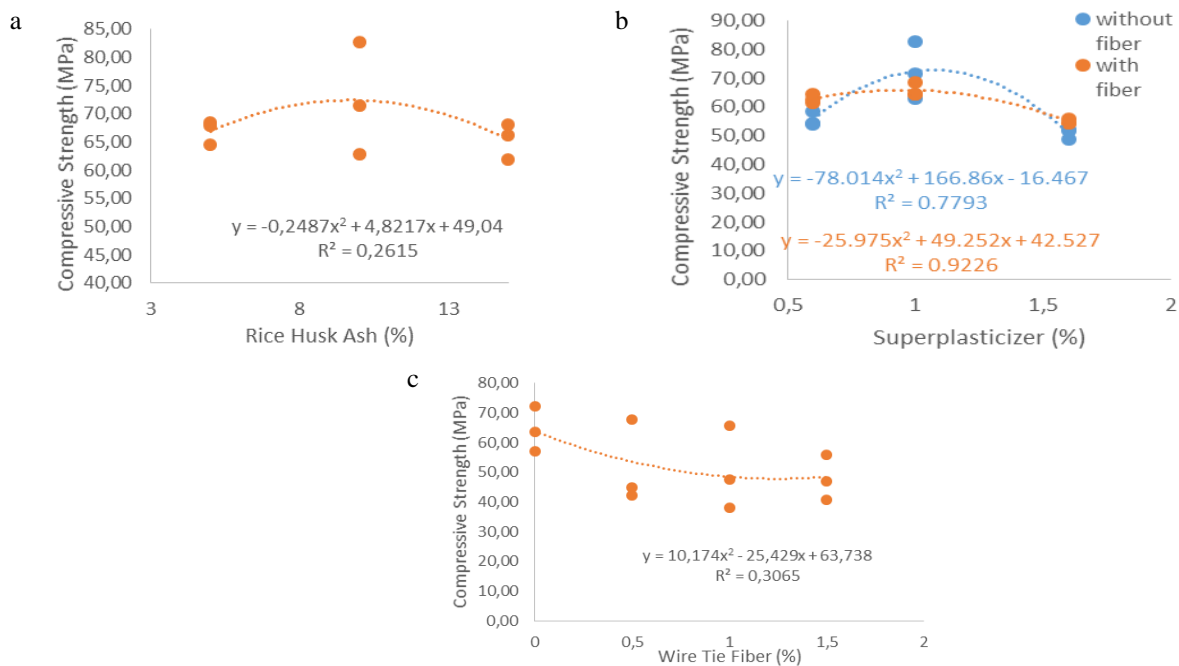 a
Compressive Strength (MPa)
85,00
80,00
75,00
70,00
65,00
60,00
55,00
50,00
45,00
40,00
y = -0,2487x² + 4,8217x + 49,04
R² = 0,2615
3
8
13
Rice Husk Ash (%)
b
Compressive Strength (MPa)
90,00
80,00
70,00
60,00
50,00
40,00
30,00
20,00
10,00
0,00
without
fiber
with
fiber
y = -78.014x² + 166.86x - 16.467
R² = 0.7793
y = -25.975x² + 49.252x + 42.527
R² = 0.9226
0,5
1
1,5
2
Superplasticizer (%)
c
Compressive Strength (MPa)
80,00
70,00
60,00
50,00
40,00
30,00
20,00
10,00
0,00
y = 10,174x² - 25,429x + 63,738
R² = 0,3065
0
0,5
1
1,5
2
Wire Tie Fiber (%)